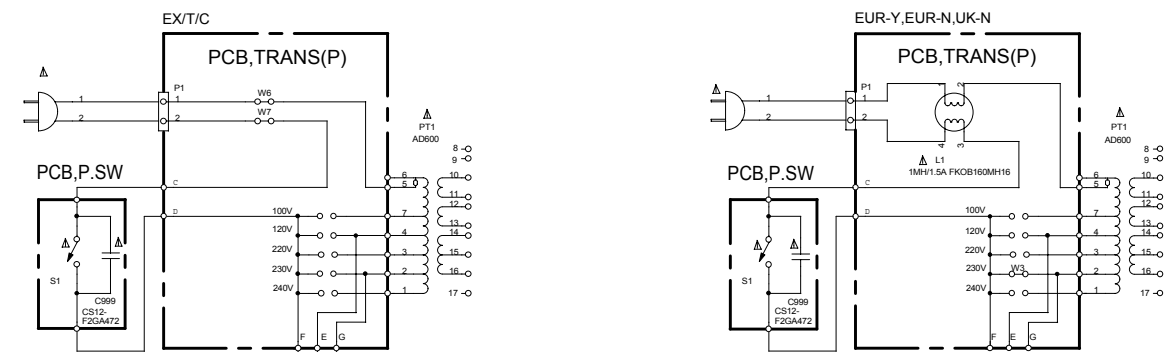 EX/T/C
PCB,TRANS(P)
P1
1
1
2
2
W6
W7
PT1
AD600
8
9
6
5
10
11
12
13
14
15
16
17
PCB,P.SW
C
D
100V
7
120V
4
220V
3
230V
2
240V
1
S1
C999
CS12-
F2GA472
F
E
G
EUR-Y,EUR-N,UK-N
PCB,TRANS(P)
P1
1
1
2
2
1
2
4
3
L1
1MH/1.5A FKOB160MH16
PT1
AD600
8
9
6
5
10
11
12
13
14
15
16
17
PCB,P.SW
C
D
100V
7
120V
4
220V
3
230V
W3
2
240V
1
S1
C999
CS12-
F2GA472
F
E
G